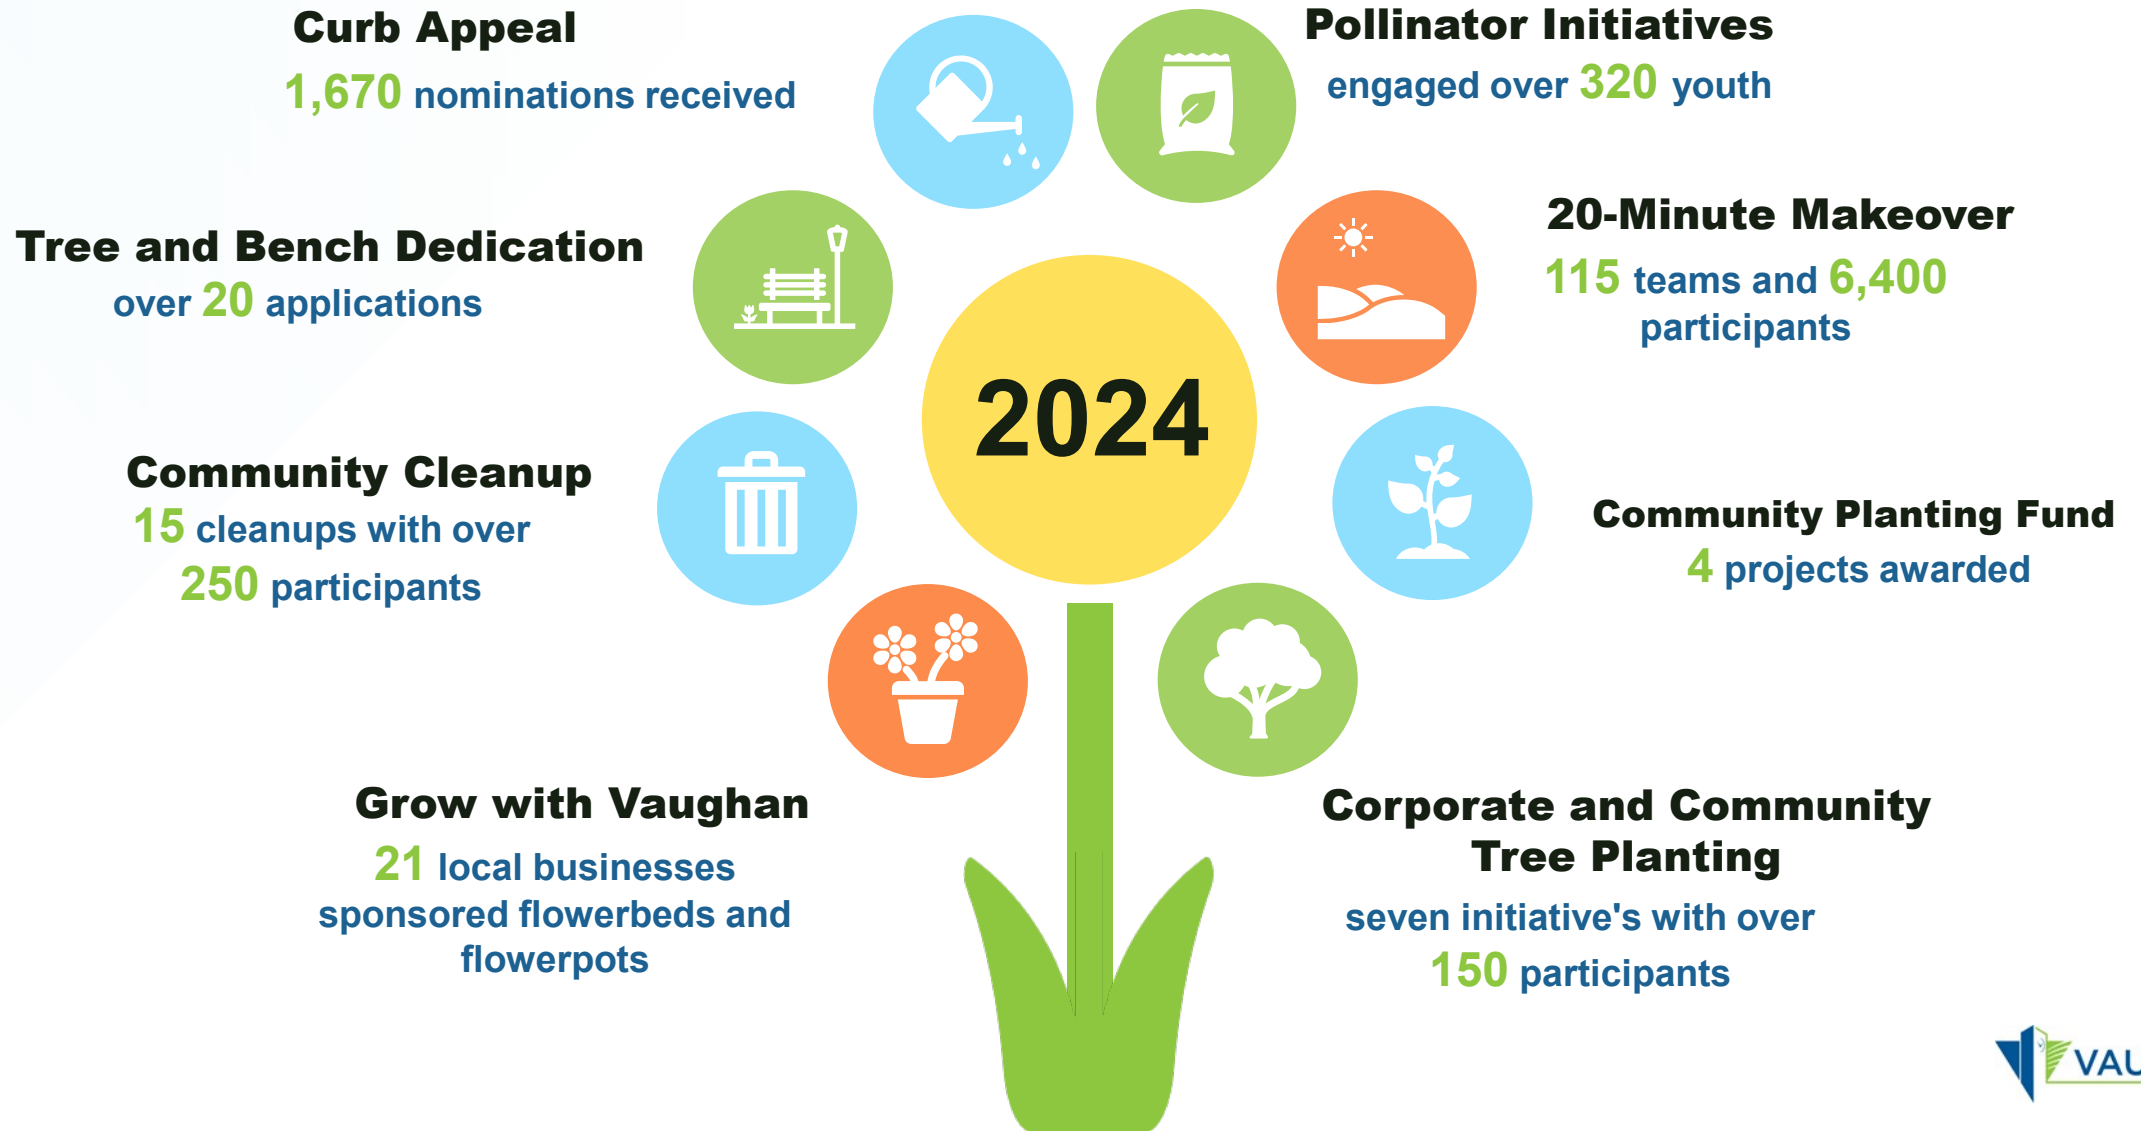 Curb Appeal
1,670 nominations received
Pollinator Initiatives
engaged over 320 youth
Tree and Bench Dedication
over 20 applications
20-Minute Makeover
115 teams and 6,400
participants
2024
Community Cleanup
15 cleanups with over
250 participants
Community Planting Fund
4 projects awarded
Grow with Vaughan
21 local businesses
sponsored flowerbeds and
flowerpots
Corporate and Community
Tree Planting
seven initiative's with over
150 participants
VAU